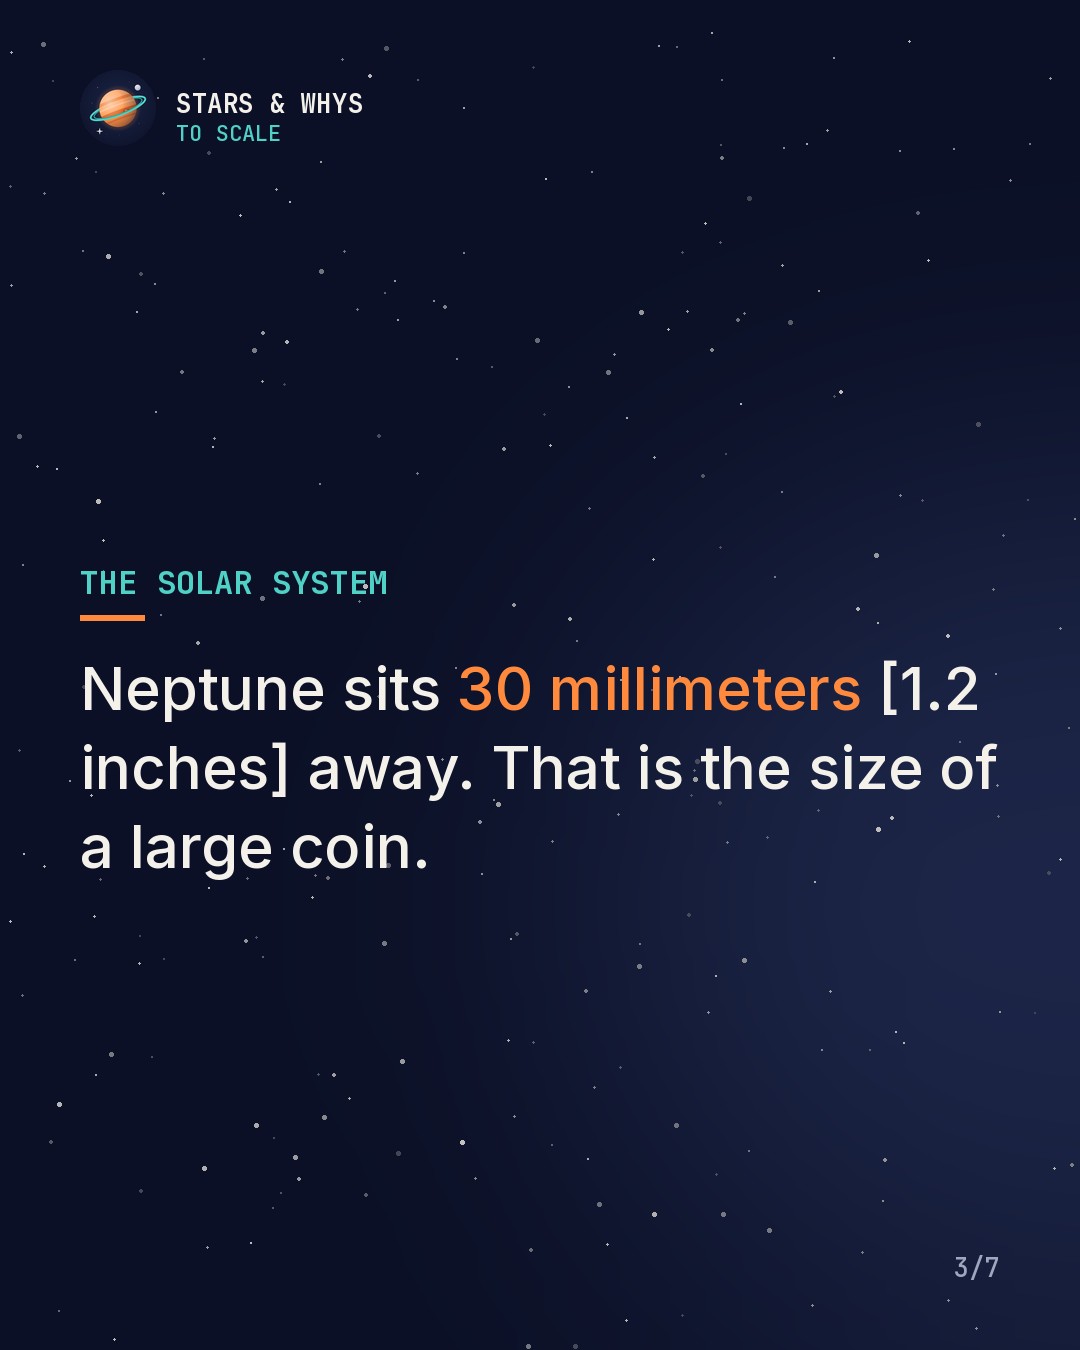 STARS & WHYS
TO SCALE
THE SOLAR SYSTEM
Neptune sits 30 millimeters [1.2
inches] away. That is the size of
a large coin.
3/7